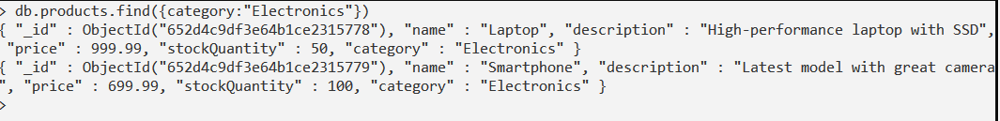 > db.products.find({category:"Electronics"})
{ "_id" : ObjectId("652d4c9df3e64b1ce2315778"), "name" : "Laptop", "description" : "High-performance laptop with SSD",
"price" : 999.99, "stockQuantity" : 50, "category" : "Electronics" }
{ "_id" : ObjectId("652d4c9df3e64b1ce2315779"), "name" : "Smartphone", "description" : "Latest model with great camera
", "price" : 699.99, "stockQuantity" : 100, "category" : "Electronics" }
>